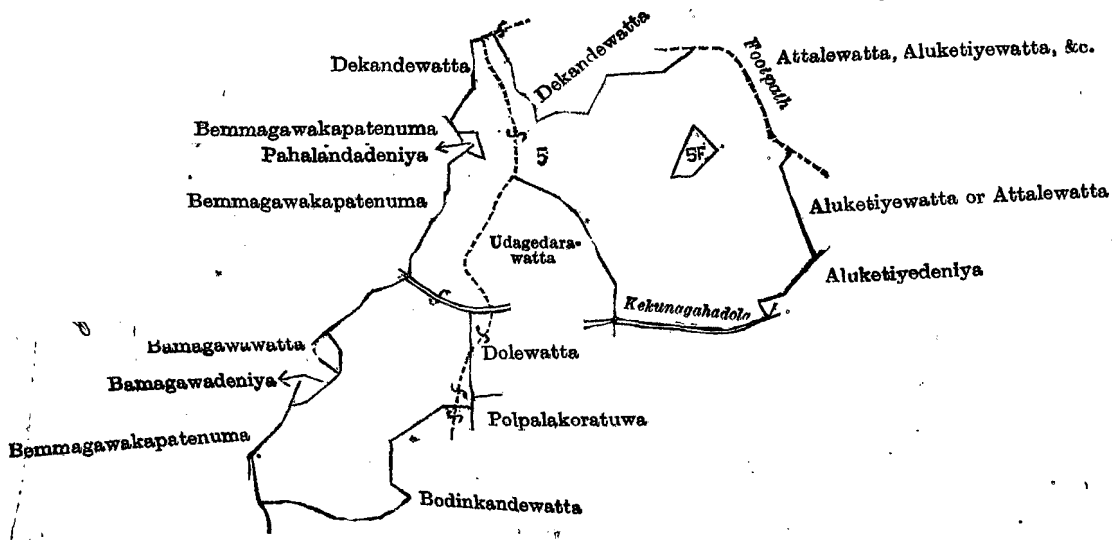 Dekandewatta
Dekandewatta
Footpath
Attalewatta, Aluketiyewatta, &c.
Bemmagawakapatenuma
Pahalandadeniya
5
5F
Bemmagawakapatenuma
Aluketiyewatta or Attalewatta
Udagedara-
watta
Aluketiyedeniya
Kekunagahadola
Bamagawuwatta
Dolewatta
Bamagawadeniya
Polpalakoratuwa
Bemmagawakapatenuma
Bodinkandewatta